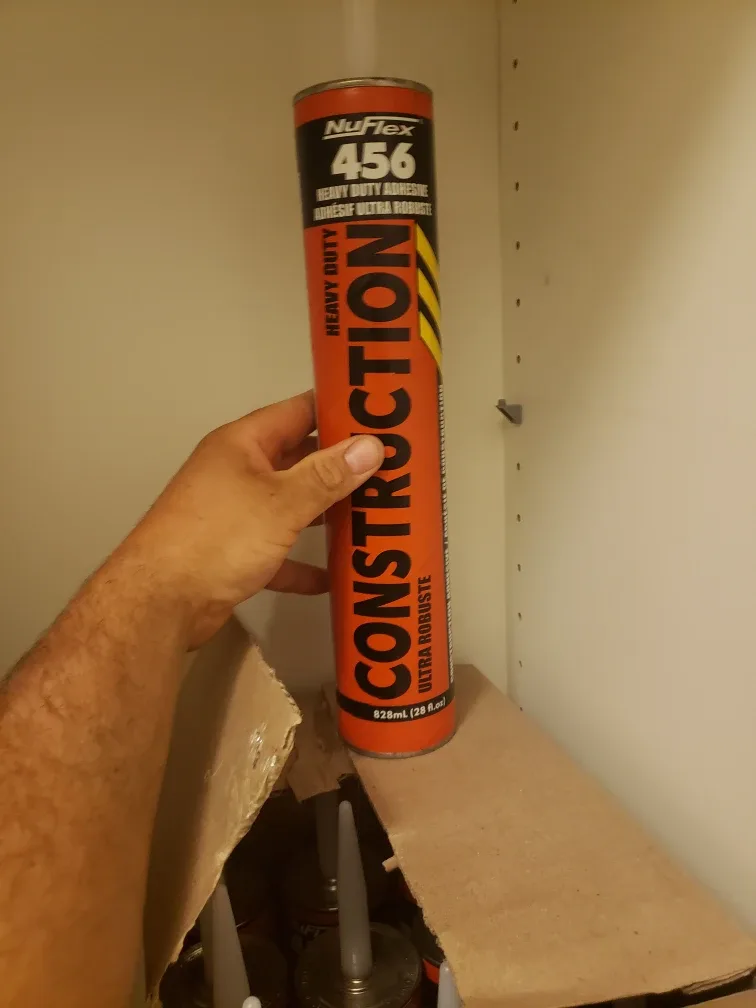 NuFlex
456
HEAVY DUTY ADHESIVE
ADHÉSIF ULTRA ROBUSTE
HEAVY DUTY
CONSTRUCTION
ULTRA ROBUSTE
828mL (28 fl.oz)